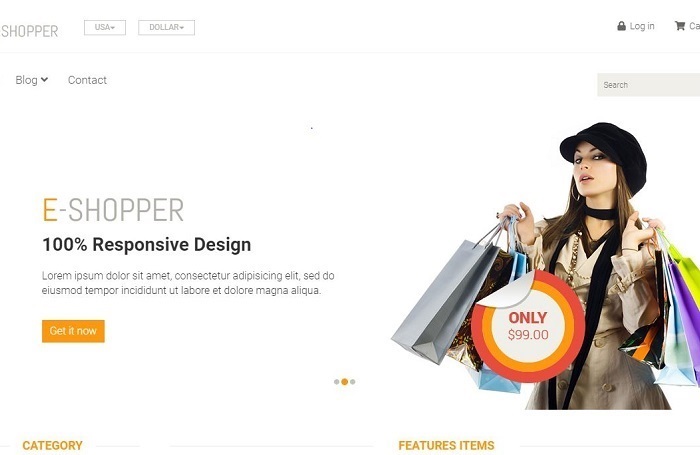 SHOPPER
USA
DOLLAR
Log in
Ca
Blog
Contact
Search
E-SHOPPER
100% Responsive Design
Lorem ipsum dolor sit amet, consectetur adipisicing elit, sed do
eiusmod tempor incididunt ut labore et dolore magna aliqua.
Get it now
ONLY
$99.00
CATEGORY
FEATURES ITEMS